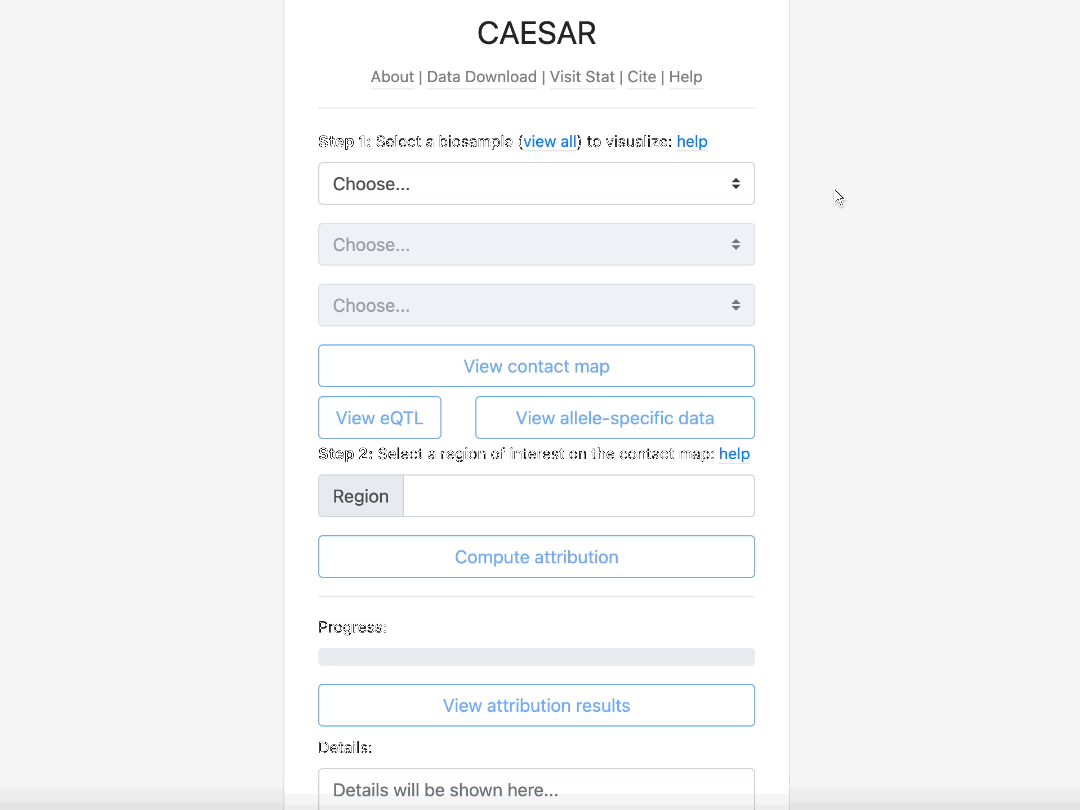 CAESAR
About | Data Download | Visit Stat | Cite | Help
Step 1: Select a biosample (view all) to visualize: help
Choose...
Choose...
Choose...
View contact map
View eQTL View allele-specific data
Step 2: Select a region of interest on the contact map: help
Region
Compute attribution
Progress:
View attribution results
Details:
Details will be shown here...